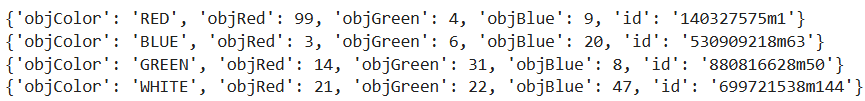 {'objColor': 'RED', 'objRed': 99, 'objGreen': 4, 'objBlue': 9, 'id': '140327575m1'}
{'objColor': 'BLUE', 'objRed': 3, 'objGreen': 6, 'objBlue': 20, 'id': '530909218m63'}
{'objColor': 'GREEN', 'objRed': 14, 'objGreen': 31, 'objBlue': 8, 'id': '880816628m50'}
{'objColor': 'WHITE', 'objRed': 21, 'objGreen': 22, 'objBlue': 47, 'id': '699721538m144'}